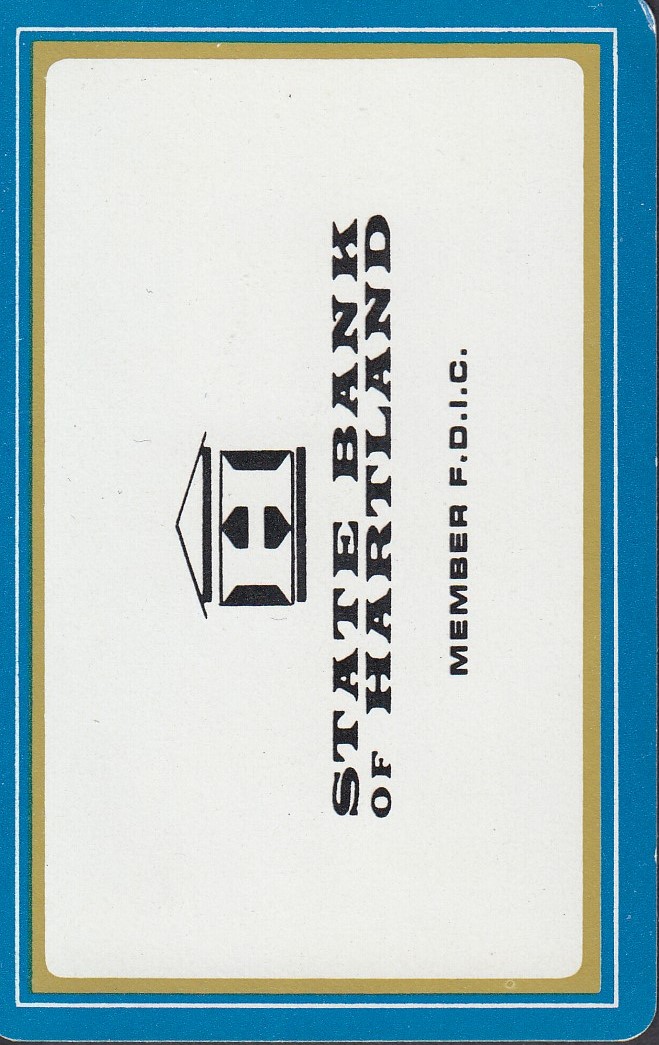 STATE BANK
OF HARTLAND
MEMBER F.D.I.C.